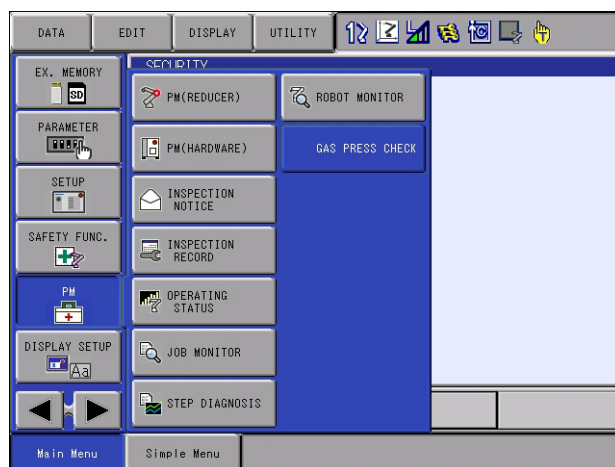 DATA
EDIT
DISPLAY
UTILITY
EX. MEMORY
SD
PARAMETER
SETUP
SAFETY FUNC.
PM
DISPLAY SETUP
Aa
SECURITY
PM(REDUCER)
PM(HARDWARE)
INSPECTION
NOTICE
INSPECTION
RECORD
OPERATING
STATUS
JOB MONITOR
STEP DIAGNOSIS
ROBOT MONITOR
GAS PRESS CHECK
Main Menu
Simple Menu